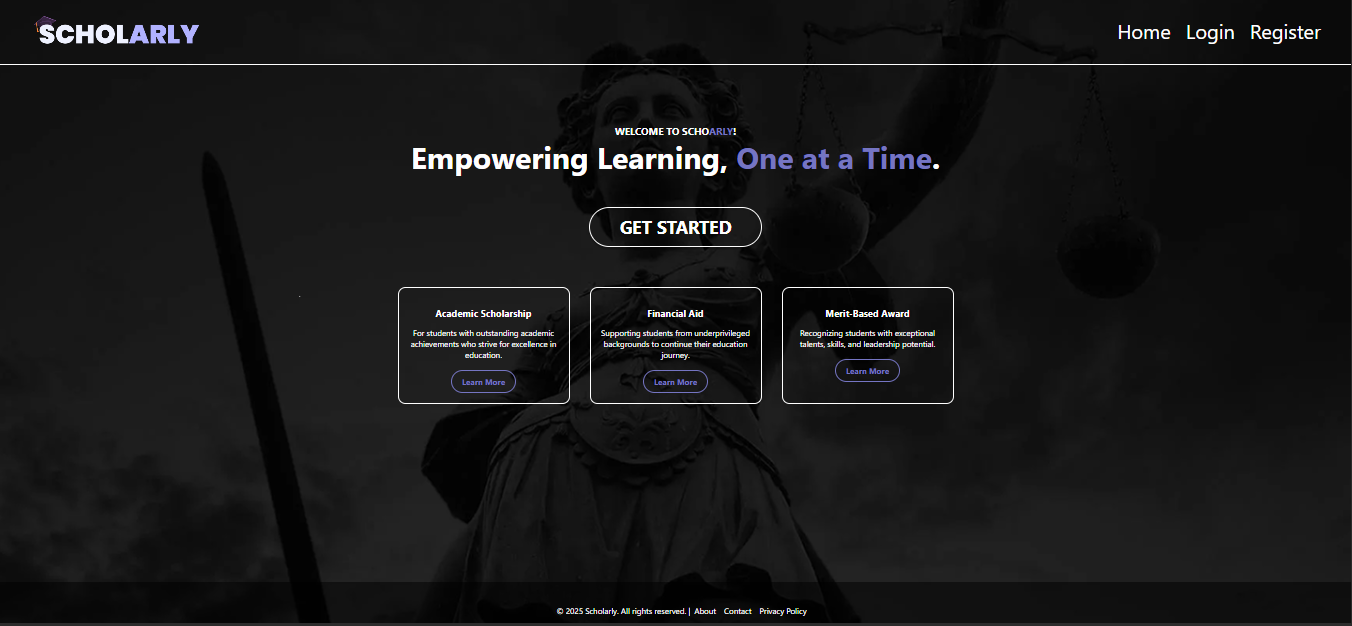 SCHOLARLY
Home Login Register
WELCOME TO SCHOARLY!
Empowering Learning, One at a Time.
GET STARTED
Academic Scholarship
For students with outstanding academic
achievements who strive for excellence in
education.
Learn More
Financial Aid
Supporting students from underprivileged
backgrounds to continue their education
journey.
Learn More
Merit-Based Award
Recognizing students with exceptional
talents, skills, and leadership potential.
Learn More
© 2025 Scholarly. All rights reserved. | About Contact Privacy Policy